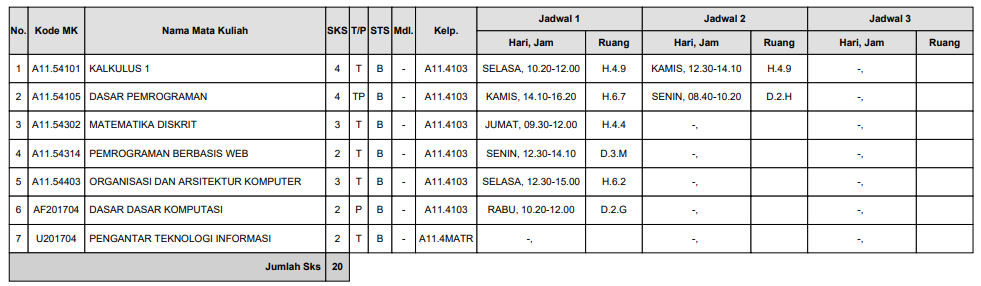 No. Kode MK Nama Mata Kuliah SKS T/P STS Mdl. Kelp. Jadwal 1 Jadwal 2 Jadwal 3
Hari, Jam Ruang Hari, Jam Ruang Hari, Jam Ruang
1 A11.54101 KALKULUS 1 4 T B - A11.4103 SELASA, 10.20-12.00 H.4.9 KAMIS, 12.30-14.10 H.4.9 -,
2 A11.54105 DASAR PEMROGRAMAN 4 TP B - A11.4103 KAMIS, 14.10-16.20 H.6.7 SENIN, 08.40-10.20 D.2.H -,
3 A11.54302 MATEMATIKA DISKRIT 3 T B - A11.4103 JUMAT, 09.30-12.00 H.4.4 -, -,
4 A11.54314 PEMROGRAMAN BERBASIS WEB 2 T B - A11.4103 SENIN, 12.30-14.10 D.3.M -, -,
5 A11.54403 ORGANISASI DAN ARSITEKTUR KOMPUTER 3 T B - A11.4103 SELASA, 12.30-15.00 H.6.2 -, -,
6 AF201704 DASAR DASAR KOMPUTASI 2 P B - A11.4103 RABU, 10.20-12.00 D.2.G -, -,
7 U201704 PENGANTAR TEKNOLOGI INFORMASI 2 T B - A11.4MATR -, -, -,
Jumlah Sks 20